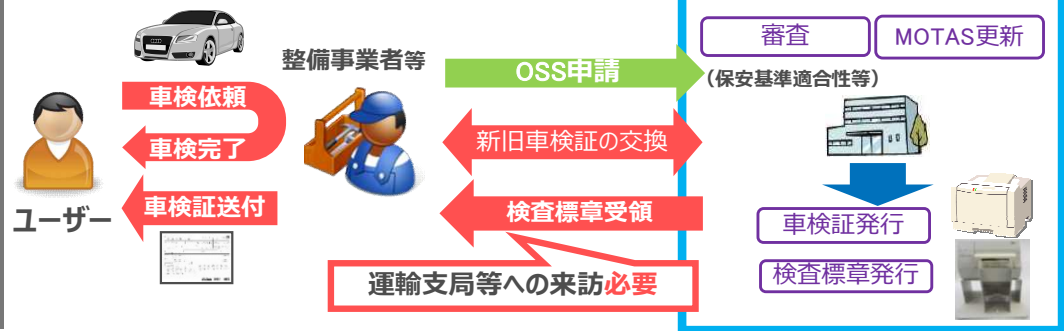 審査
MOTAS更新
整備事業者等
OSS申請
(保安基準適合性等)
車検依頼
新旧車検証の交換
車検完了
車検証送付
検査標章受領
ユーザー
車検証発行
検査標章発行
運輸支局等への来訪必要